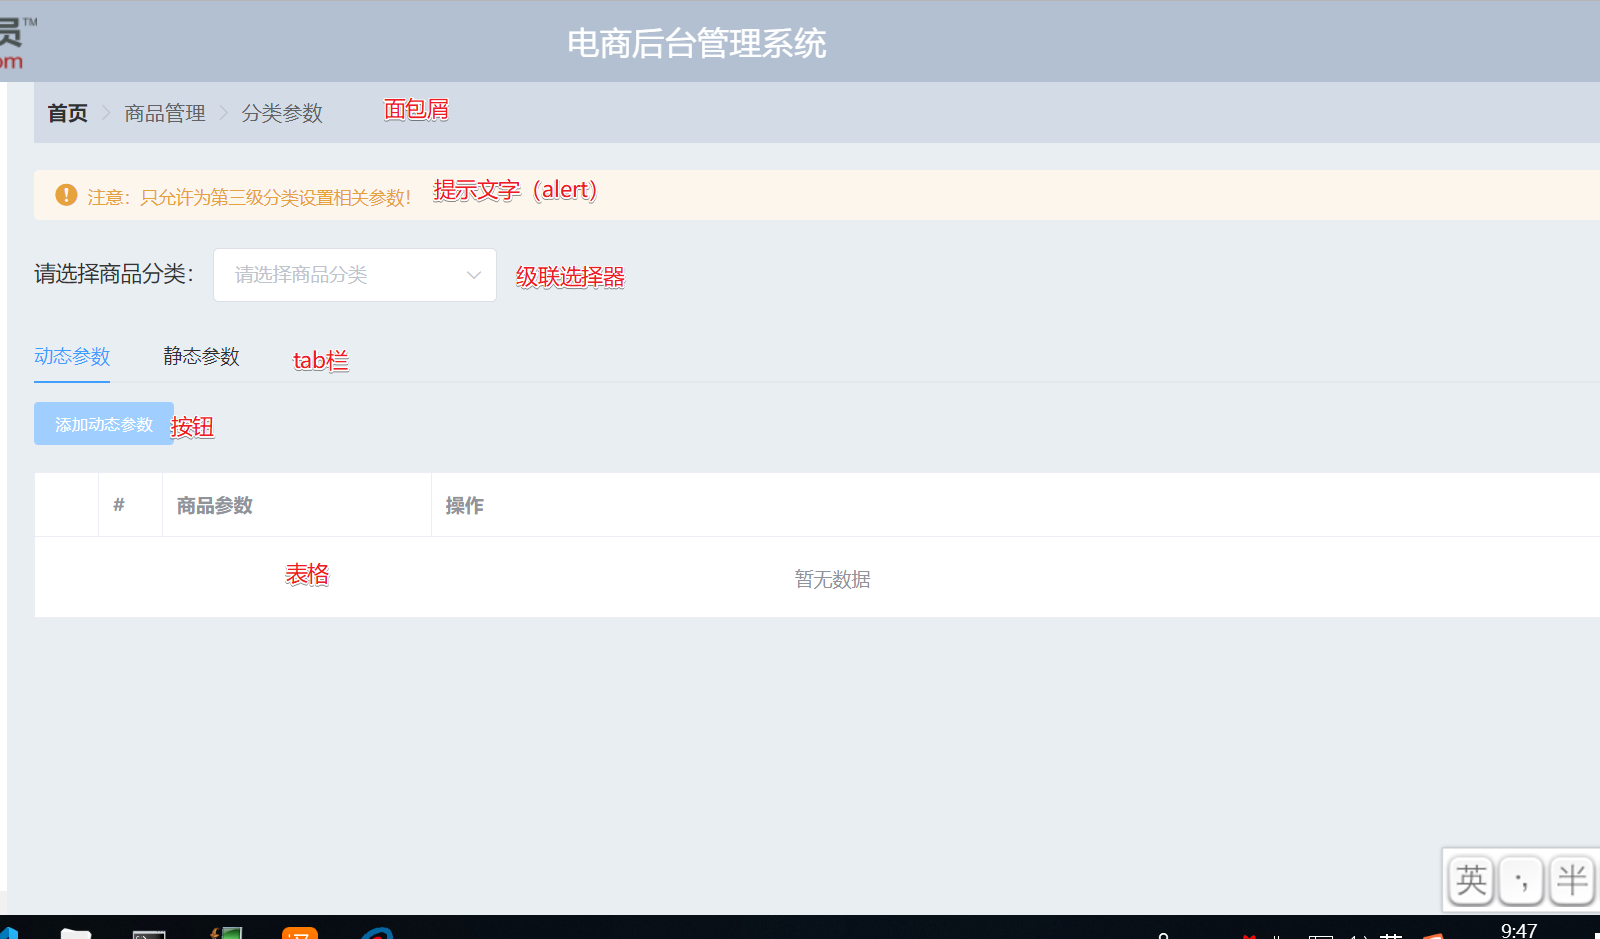 员™
om
电商后台管理系统
首页 > 商品管理 > 分类参数
面包屑
注意：只允许为第三级分类设置相关参数！
提示文字（alert）
请选择商品分类：
请选择商品分类
级联选择器
动态参数
静态参数
tab栏
添加动态参数
按钮
#
商品参数
操作
表格
暂无数据
英
·,
半
9:47